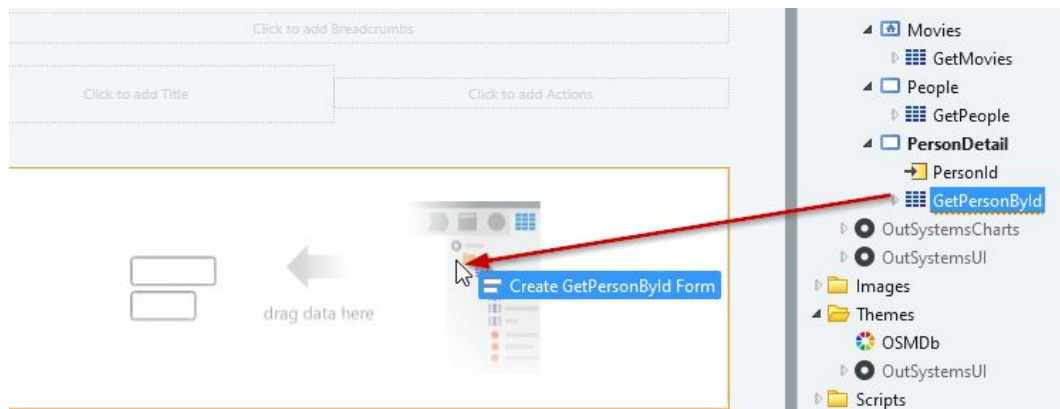 Click to add Breadcrumbs
Click to add Title
Click to add Actions
drag data here
Create GetPersonById Form
Movies
GetMovies
People
GetPeople
PersonDetail
PersonId
GetPersonById
OutSystemsCharts
OutSystemsUI
Images
Themes
OSMDb
OutSystemsUI
Scripts